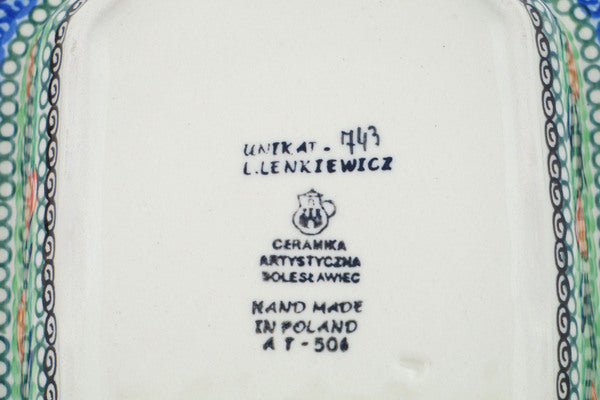 UNIKAT - 743
L.LENKIEWICZ
CERAMIKA
ARTYSTYCZNA
BOLESŁAWIEC
HAND MADE
IN POLAND
A T - 506